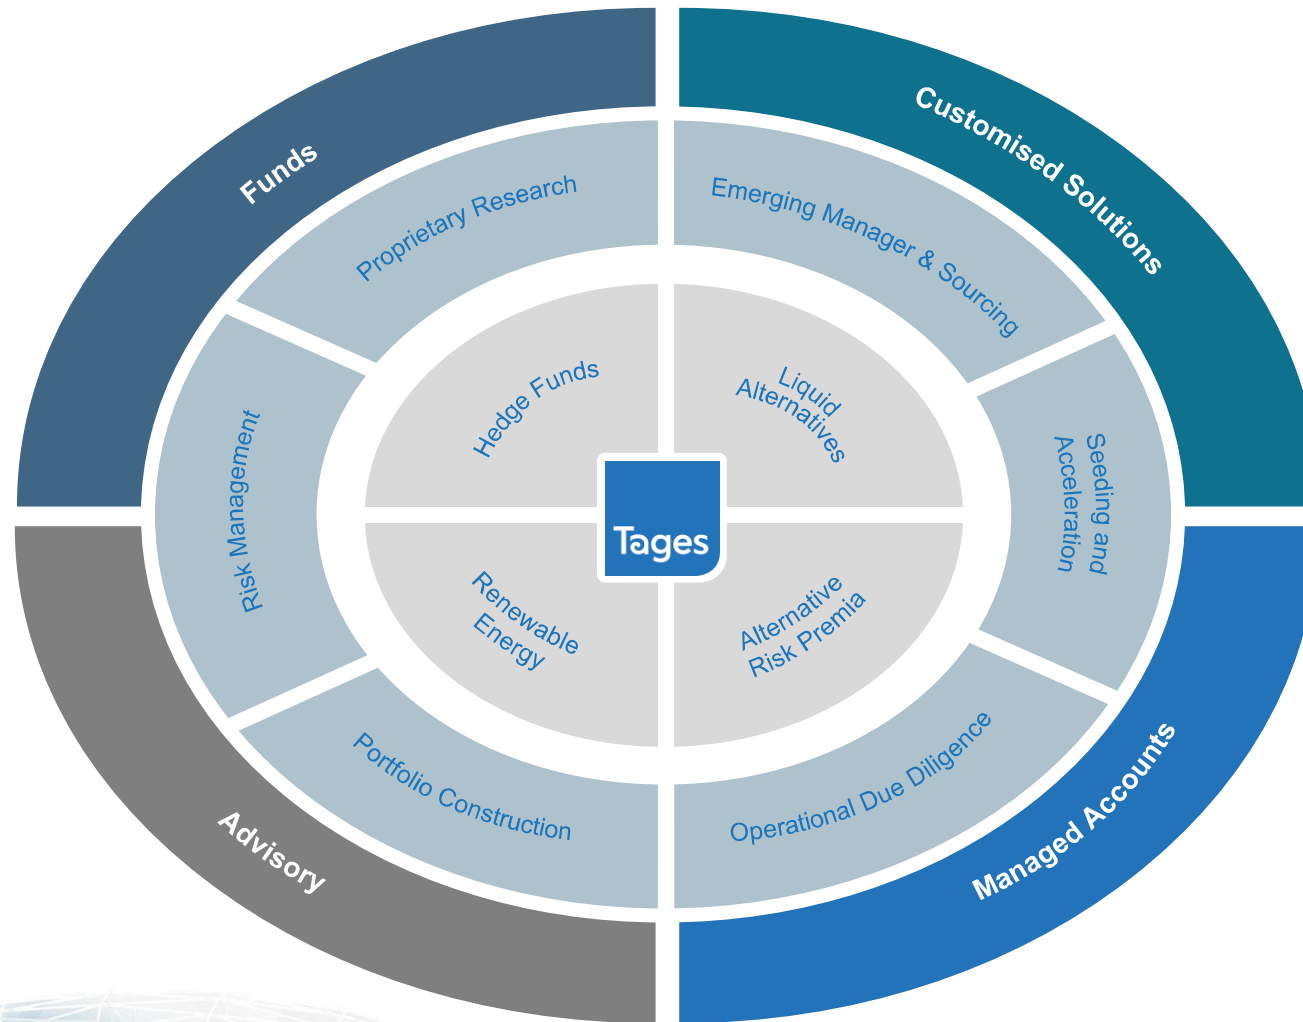 Funds
Customised Solutions
Proprietary Research
Emerging Manager & Sourcing
Hedge Funds
Liquid
Alternatives
Risk Management
Seeding and
Acceleration
Tages
Renewable
Energy
Alternative
Risk Premia
Portfolio Construction
Operational Due Diligence
Advisory
Managed Accounts